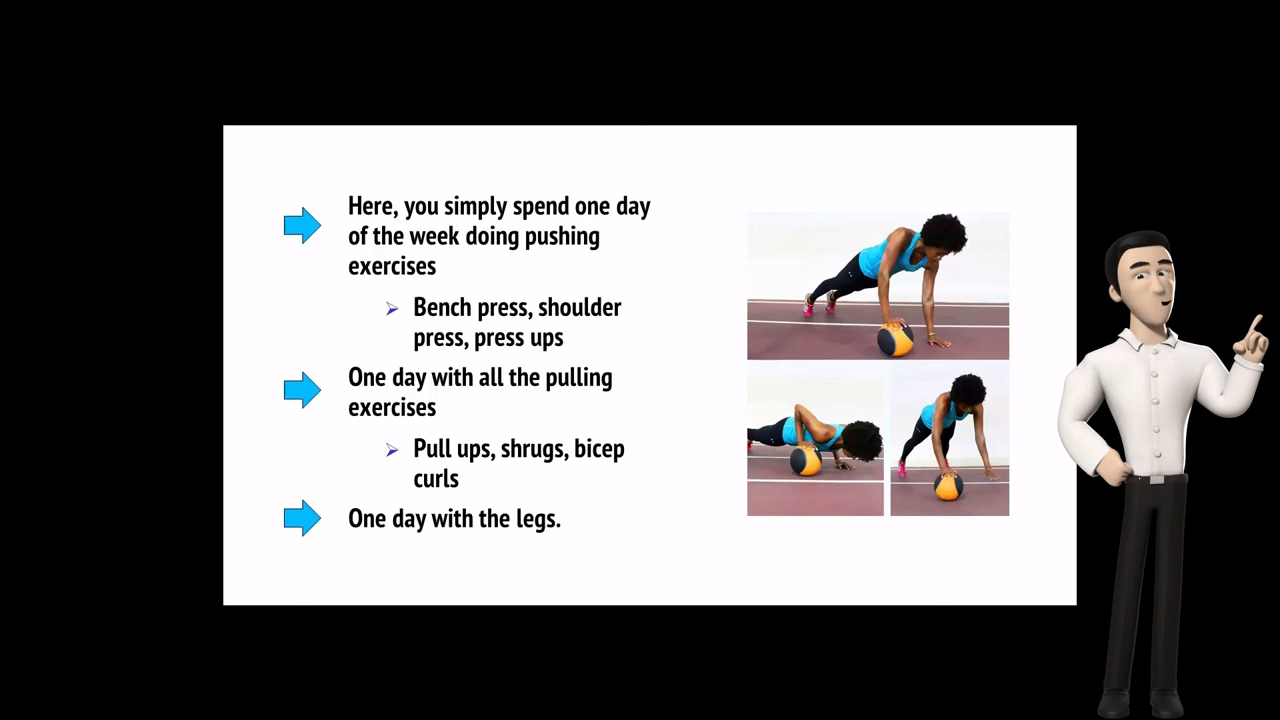 Here, you simply spend one day
of the week doing pushing
exercises
Bench press, shoulder
press, press ups
One day with all the pulling
exercises
Pull ups, shrugs, bicep
curls
One day with the legs.